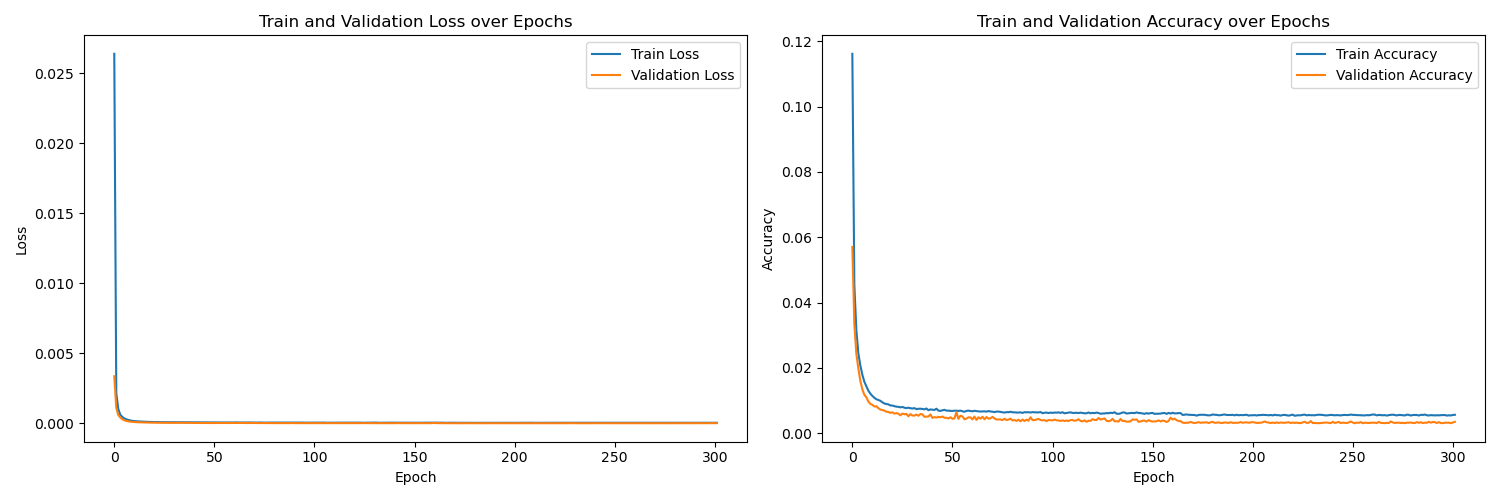 Train and Validation Loss over Epochs
Train Loss
Validation Loss
0.025
0.020
0.015
0.010
0.005
0.000
Loss
0
50
100
150
200
250
300
Epoch
Train and Validation Accuracy over Epochs
Train Accuracy
Validation Accuracy
0.12
0.10
0.08
0.06
0.04
0.02
0.00
Accuracy
0
50
100
150
200
250
300
Epoch